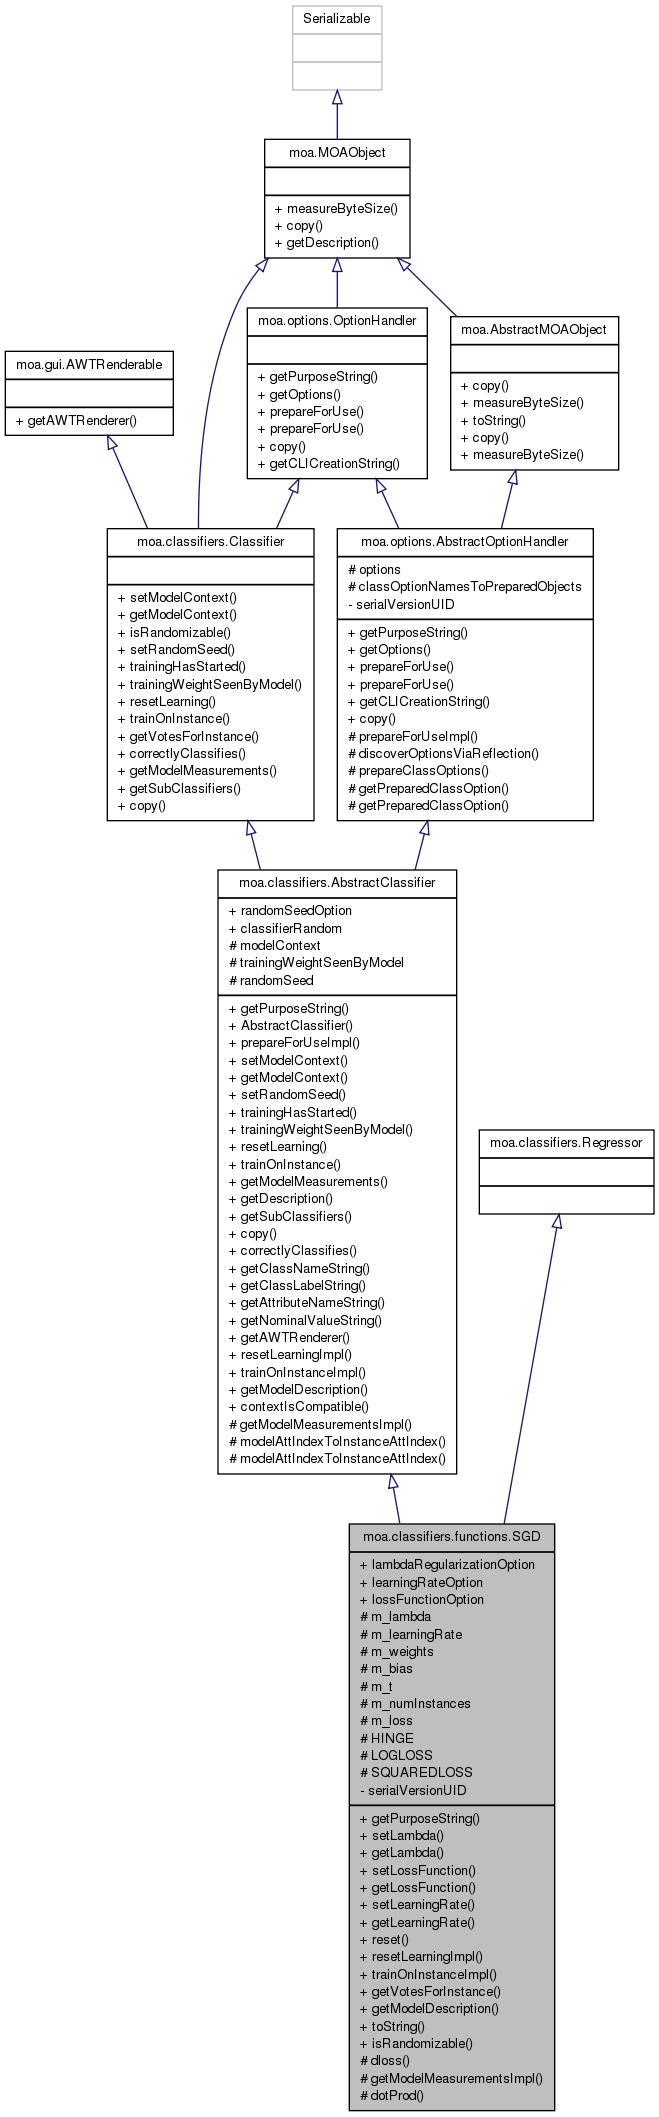 Serializable
moa.MOAObject
+ measureByteSize()
+ copy()
+ getDescription()
moa.options.OptionHandler
+ getPurposeString()
+ getOptions()
+ prepareForUse()
+ prepareForUse()
+ copy()
+ getCLICreationString()
moa.AbstractMOAObject
+ copy()
+ measureByteSize()
+ toString()
+ copy()
+ measureByteSize()
moa.gui.AWTRenderable
+ getAWTRenderer()
moa.classifiers.Classifier
+ setModelContext()
+ getModelContext()
+ isRandomizable()
+ setRandomSeed()
+ trainingHasStarted()
+ trainingWeightSeenByModel()
+ resetLearning()
+ trainOnInstance()
+ getVotesForInstance()
+ correctlyClassifies()
+ getModelMeasurements()
+ getSubClassifiers()
+ copy()
moa.options.AbstractOptionHandler
# options
# classOptionNamesToPreparedObjects
- serialVersionUID
+ getPurposeString()
+ getOptions()
+ prepareForUse()
+ prepareForUse()
+ getCLICreationString()
+ copy()
# prepareForUseImpl()
# discoverOptionsViaReflection()
# prepareClassOptions()
# getPreparedClassOption()
# getPreparedClassOption()
moa.classifiers.AbstractClassifier
+ randomSeedOption
+ classifierRandom
# modelContext
# trainingWeightSeenByModel
# randomSeed
+ getPurposeString()
+ AbstractClassifier()
+ prepareForUseImpl()
+ setModelContext()
+ getModelContext()
+ setRandomSeed()
+ trainingHasStarted()
+ trainingWeightSeenByModel()
+ resetLearning()
+ trainOnInstance()
+ getModelMeasurements()
+ getDescription()
+ getSubClassifiers()
+ copy()
+ correctlyClassifies()
+ getClassNameString()
+ getClassLabelString()
+ getAttributeNameString()
+ getNominalValueString()
+ getAWTRenderer()
+ resetLearningImpl()
+ trainOnInstanceImpl()
+ getModelDescription()
+ contextIsCompatible()
# getModelMeasurementsImpl()
# modelAttIndexToInstanceAttIndex()
# modelAttIndexToInstanceAttIndex()
moa.classifiers.Regressor
moa.classifiers.functions.SGD
+ lambdaRegularizationOption
+ learningRateOption
+ lossFunctionOption
# m_lambda
# m_learningRate
# m_weights
# m_bias
# m_t
# m_numInstances
# m_loss
# HINGE
# LOGLOSS
# SQUAREDLOSS
- serialVersionUID
+ getPurposeString()
+ setLambda()
+ getLambda()
+ setLossFunction()
+ getLossFunction()
+ setLearningRate()
+ getLearningRate()
+ reset()
+ resetLearningImpl()
+ trainOnInstanceImpl()
+ getVotesForInstance()
+ getModelDescription()
+ toString()
+ isRandomizable()
# dloss()
# getModelMeasurementsImpl()
# dotProd()